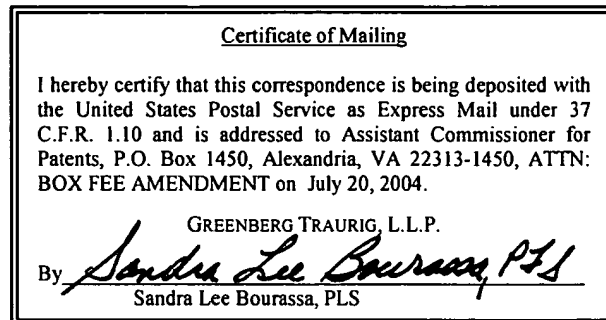 Certificate of Mailing
I hereby certify that this correspondence is being deposited with
the United States Postal Service as Express Mail under 37
C.F.R. 1.10 and is addressed to Assistant Commissioner for
Patents, P.O. Box 1450, Alexandria, VA 22313-1450, ATTN:
BOX FEE AMENDMENT on July 20, 2004.
GREENBERG TRAURIG, L.L.P.
By Sandra Lee Bourassa, PLS
Sandra Lee Bourassa, PLS